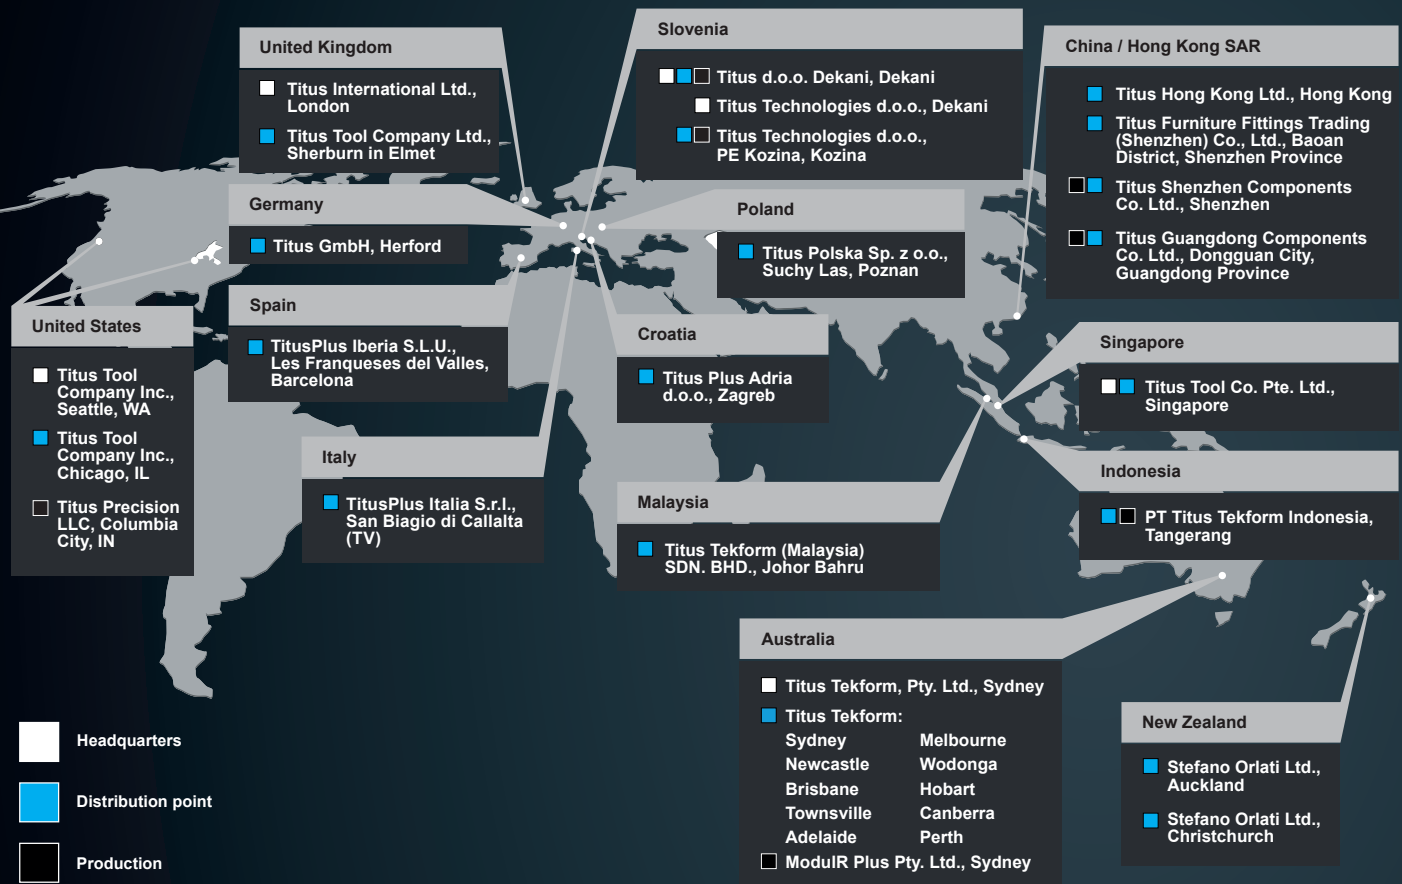 United Kingdom
Titus International Ltd.,
London
Titus Tool Company Ltd.,
Sherburn in Elmet
Slovenia
Titus d.o.o. Dekani, Dekani
Titus Technologies d.o.o., Dekani
Titus Technologies d.o.o.,
PE Kozina, Kozina
China / Hong Kong SAR
Titus Hong Kong Ltd., Hong Kong
Titus Furniture Fittings Trading
(Shenzhen) Co., Ltd., Baoan
District, Shenzhen Province
Titus Shenzhen Components
Co. Ltd., Shenzhen
Titus Guangdong Components
Co. Ltd., Dongguan City,
Guangdong Province
Germany
Titus GmbH, Herford
Poland
Titus Polska Sp. z o.o.,
Suchy Las, Poznan
Spain
TitusPlus Iberia S.L.U.,
Les Franqueses del Valles,
Barcelona
United States
Titus Tool
Company Inc.,
Seattle, WA
Titus Tool
Company Inc.,
Chicago, IL
Titus Precision
LLC, Columbia
City, IN
Croatia
Titus Plus Adria
d.o.o., Zagreb
Singapore
Titus Tool Co. Pte. Ltd.,
Singapore
Italy
TitusPlus Italia S.r.l.,
San Biagio di Callalta
(TV)
Malaysia
Titus Tekform (Malaysia)
SDN. BHD., Johor Bahru
Indonesia
PT Titus Tekform Indonesia,
Tangerang
Australia
Titus Tekform, Pty. Ltd., Sydney
Titus Tekform:
Sydney Melbourne
Newcastle Wodonga
Brisbane Hobart
Townsville Canberra
Adelaide Perth
ModulR Plus Pty. Ltd., Sydney
New Zealand
Stefano Orlati Ltd.,
Auckland
Stefano Orlati Ltd.,
Christchurch
Headquarters
Distribution point
Production